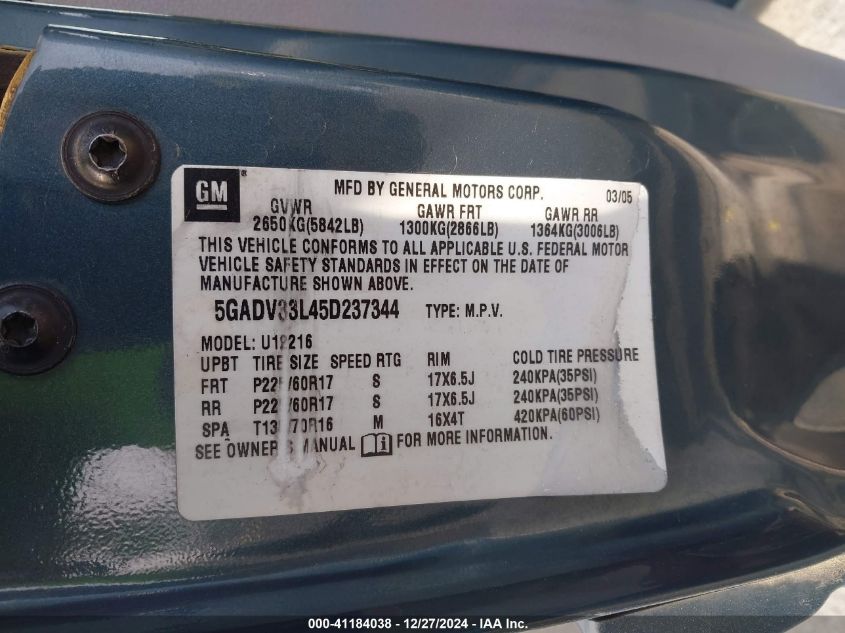 GM ® MFD BY GENERAL MOTORS CORP. 03/05
GVWR GAWR FRT GAWR RR
2650KG(5842LB) 1300KG(2866LB) 1364KG(3006LB)
THIS VEHICLE CONFORMS TO ALL APPLICABLE U.S. FEDERAL MOTOR
VEHICLE SAFETY STANDARDS IN EFFECT ON THE DATE OF
MANUFACTURE SHOWN ABOVE.
5GADV33L45D237344 TYPE: M.P.V.
MODEL:
UPBT TIRE SIZE SPEED RTG RIM COLD TIRE PRESSURE
FRT S 17X6.5J 240KPA(35PSI)
RR S 17X6.5J 240KPA(35PSI)
SPA M 16X4T 420KPA(60PSI)
SEE OWNER'S MANUAL FOR MORE INFORMATION.
000-41184038 - 12/27/2024 - IAA Inc.